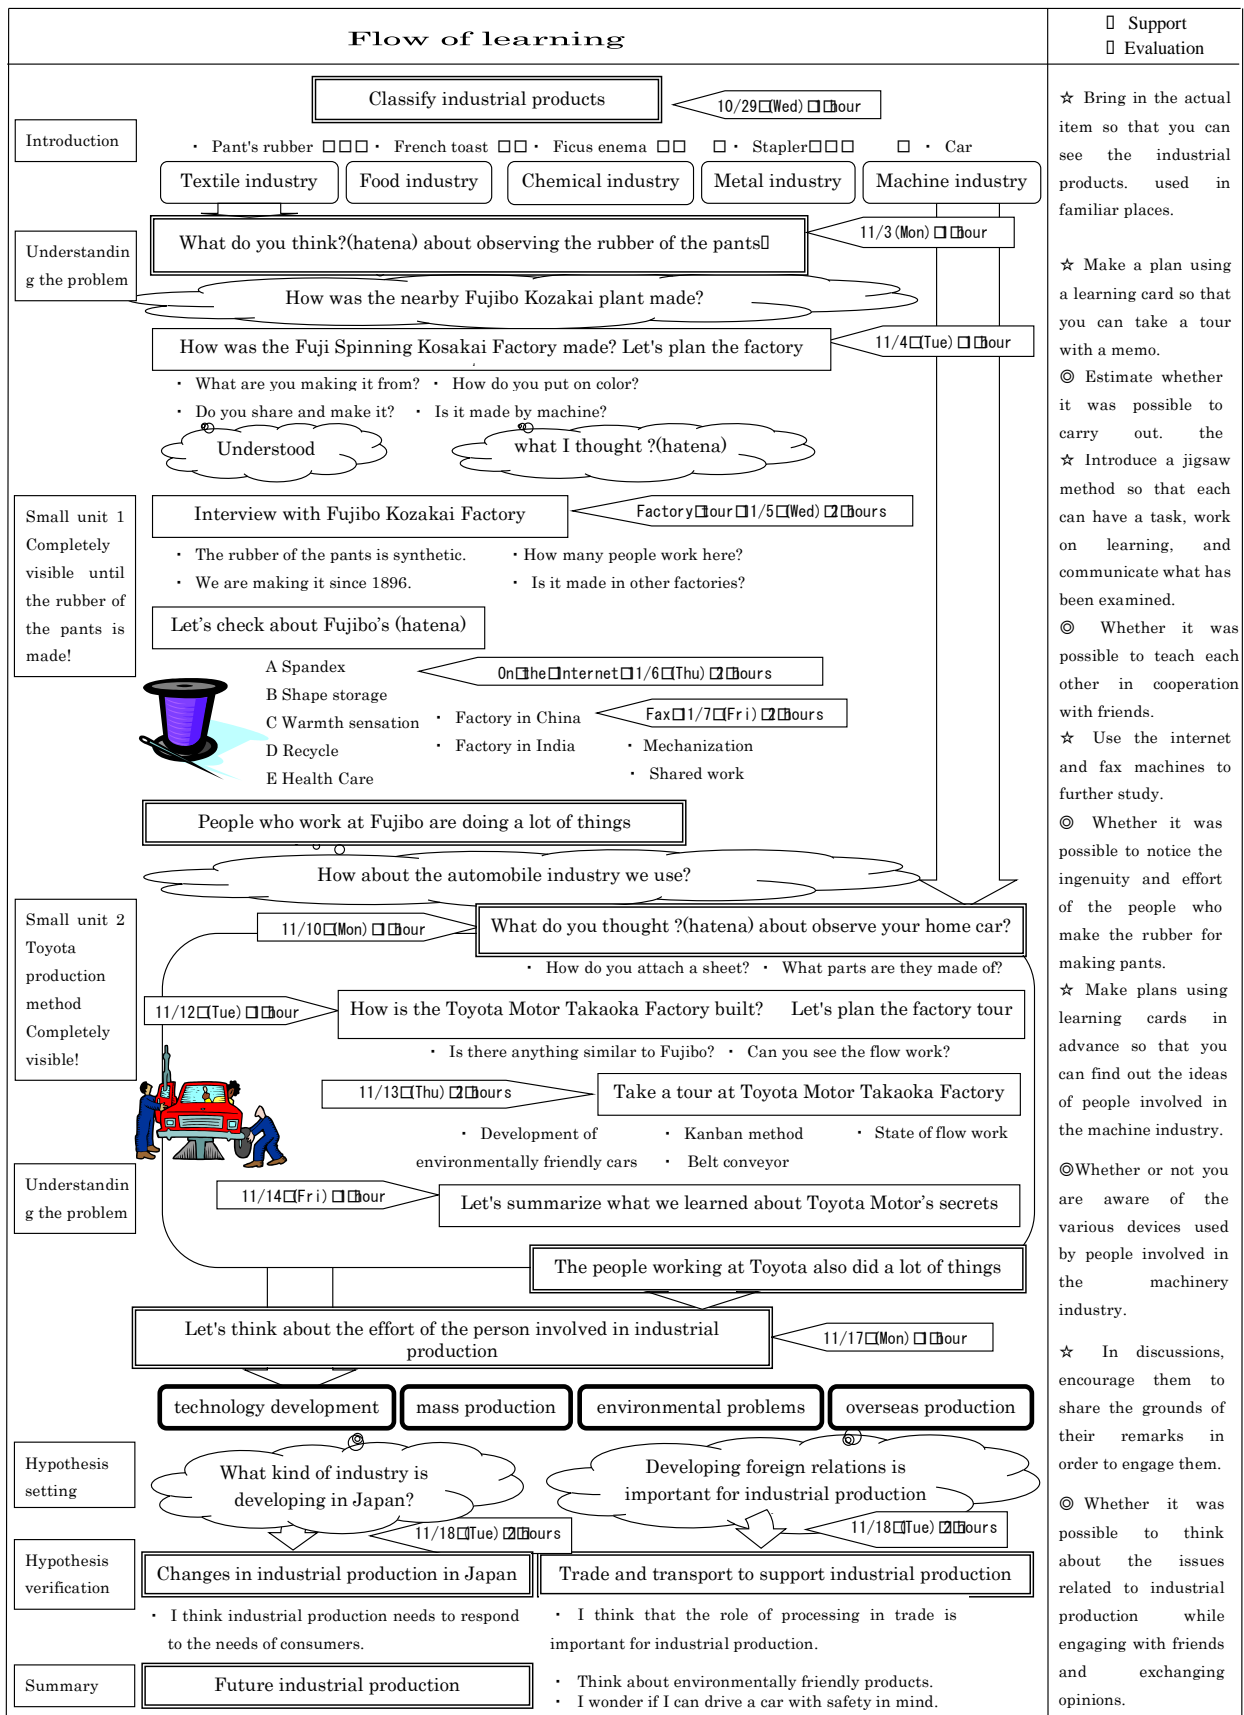 Flow of learning
Support
Evaluation
Classify industrial products
10/29 (Wed) 1 hour
Introduction
・ Pant's rubber □□□・ French toast □□・ Ficus enema □□ □・ Stapler□□□ □ ・ Car
Textile industry
Food industry
Chemical industry
Metal industry
Machine industry
What do you think?(hatena) about observing the rubber of the pants
11/3 (Mon) 1 hour
Understandin
g the problem
How was the nearby Fujibo Kozakai plant made?
How was the Fuji Spinning Kosakai Factory made? Let's plan the factory
11/4 (Tue) 1 hour
・ What are you making it from? ・ How do you put on color?
・ Do you share and make it? ・ Is it made by machine?
Understood
what I thought ?(hatena)
Small unit 1
Completely
visible until
the rubber of
the pants is
made!
Interview with Fujibo Kozakai Factory
Factory tour 11/5 (Wed) 2 hours
・ The rubber of the pants is synthetic. ・How many people work here?
・ We are making it since 1896. ・ Is it made in other factories?
Let's check about Fujibo's (hatena)
A Spandex
B Shape storage
C Warmth sensation
D Recycle
E Health Care
On the Internet 11/6 (Thu) 2 hours
Fax 11/7 (Fri) 2 hours
・ Factory in China
・ Factory in India
・ Mechanization
・ Shared work
People who work at Fujibo are doing a lot of things
How about the automobile industry we use?
Small unit 2
Toyota
production
method
Completely
visible!
11/10 (Mon) 1 hour
What do you thought ?(hatena) about observe your home car?
・ How do you attach a sheet? ・ What parts are they made of?
11/12 (Tue) 1 hour
How is the Toyota Motor Takaoka Factory built? Let's plan the factory tour
・ Is there anything similar to Fujibo? ・ Can you see the flow work?
11/13 (Thu) 2 hours
Take a tour at Toyota Motor Takaoka Factory
・ Development of
environmentally friendly cars
・ Kanban method
・ Belt conveyor
・ State of flow work
Understandin
g the problem
11/14 (Fri) 1 hour
Let's summarize what we learned about Toyota Motor's secrets
The people working at Toyota also did a lot of things
Let's think about the effort of the person involved in industrial
production
11/17 (Mon) 1 hour
technology development
mass production
environmental problems
overseas production
Hypothesis
setting
What kind of industry is
developing in Japan?
Developing foreign relations is
important for industrial production
11/18 (Tue) 2 hours
11/18 (Tue) 2 hours
Hypothesis
verification
Changes in industrial production in Japan
Trade and transport to support industrial production
・ I think industrial production needs to respond
to the needs of consumers.
・ I think that the role of processing in trade is
important for industrial production.
Summary
Future industrial production
・ Think about environmentally friendly products.
・ I wonder if I can drive a car with safety in mind.
☆ Bring in the actual
item so that you can
see the industrial
products. used in
familiar places.
☆ Make a plan using
a learning card so that
you can take a tour
with a memo.
◎ Estimate whether
it was possible to
carry out. the
☆ Introduce a jigsaw
method so that each
can have a task, work
on learning, and
communicate what has
been examined.
◎ Whether it was
possible to teach each
other in cooperation
with friends.
☆ Use the internet
and fax machines to
further study.
◎ Whether it was
possible to notice the
ingenuity and effort
of the people who
make the rubber for
making pants.
☆ Make plans using
learning cards in
advance so that you
can find out the ideas
of people involved in
the machine industry.
◎Whether or not you
are aware of the
various devices used
by people involved in
the machinery
industry.
☆ In discussions,
encourage them to
share the grounds of
their remarks in
order to engage them.
◎ Whether it was
possible to think
about the issues
related to industrial
production while
engaging with friends
and exchanging
opinions.